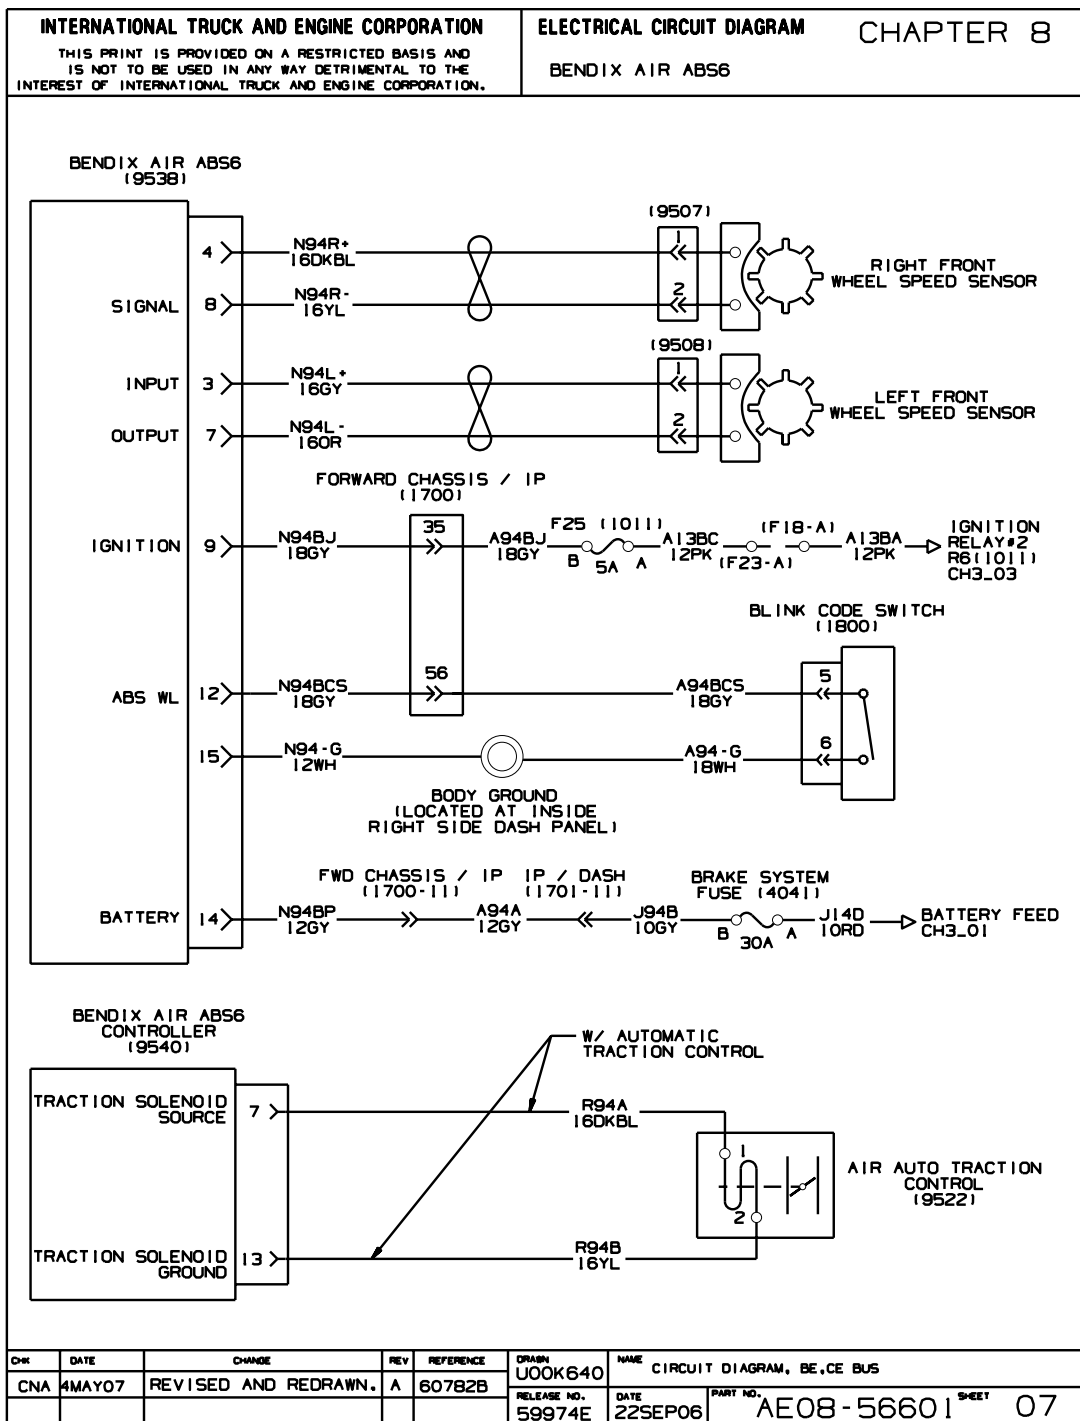 INTERNATIONAL TRUCK AND ENGINE CORPORATION
THIS PRINT IS PROVIDED ON A RESTRICTED BASIS AND
IS NOT TO BE USED IN ANY WAY DETRIMENTAL TO THE
INTEREST OF INTERNATIONAL TRUCK AND ENGINE CORPORATION.
ELECTRICAL CIRCUIT DIAGRAM
CHAPTER 8
BENDIX AIR ABS6
BENDIX AIR ABS6
(9538)
(9507)
4
N94R+
16DKBL
1
RIGHT FRONT
WHEEL SPEED SENSOR
SIGNAL
8
N94R-
16YL
2
(9508)
INPUT
3
N94L+
16GY
1
LEFT FRONT
WHEEL SPEED SENSOR
OUTPUT
7
N94L-
16OR
2
FORWARD CHASSIS / IP
(1700)
IGNITION
9
N94BJ
18GY
35
A94BJ
18GY
F25 (1011)
B
5A
A
A13BC
12PK
(F18-A)
(F23-A)
A13BA
12PK
IGNITION
RELAY#2
R6(1011)
CH3_03
BLINK CODE SWITCH
(1800)
ABS WL
12
N94BCS
18GY
56
A94BCS
18GY
5
15
N94-G
12WH
A94-G
18WH
6
BODY GROUND
(LOCATED AT INSIDE
RIGHT SIDE DASH PANEL)
FWD CHASSIS / IP
(1700-11)
IP / DASH
(1701-11)
BRAKE SYSTEM
FUSE (4041)
BATTERY
14
N94BP
12GY
A94A
12GY
J94B
10GY
B
30A
A
J14D
10RD
BATTERY FEED
CH3_01
BENDIX AIR ABS6
CONTROLLER
(9540)
W/ AUTOMATIC
TRACTION CONTROL
TRACTION SOLENOID
SOURCE
7
R94A
16DKBL
1
2
AIR AUTO TRACTION
CONTROL
(9522)
TRACTION SOLENOID
GROUND
13
R94B
16YL
CHK DATE CHANGE REV REFERENCE
CNA 4MAY07 REVISED AND REDRAWN. A 60782B
DRAWN
U00K640
NAME
CIRCUIT DIAGRAM, BE,CE BUS
RELEASE NO.
59974E
DATE
22SEP06
PART NO.
AE08-56601
SHEET
07